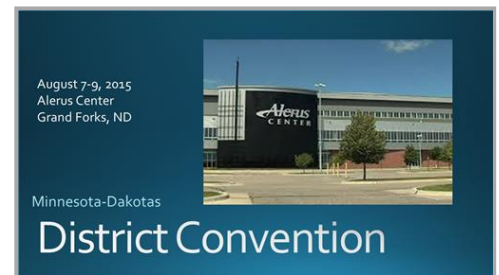 August 7-9, 2015
Alerus Center
Grand Forks, ND
Alerus
CENTER
Minnesota-Dakotas
District Convention